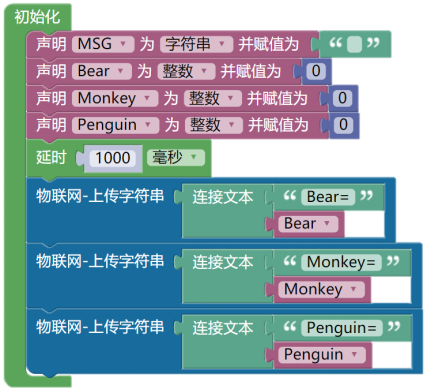 初始化
声明 MSG 为 字符串 并赋值为 “ ”
声明 Bear 为 整数 并赋值为 0
声明 Monkey 为 整数 并赋值为 0
声明 Penguin 为 整数 并赋值为 0
延时 1000 毫秒
物联网-上传字符串 连接文本 “ Bear= ”
Bear
物联网-上传字符串 连接文本 “ Monkey= ”
Monkey
物联网-上传字符串 连接文本 “ Penguin= ”
Penguin